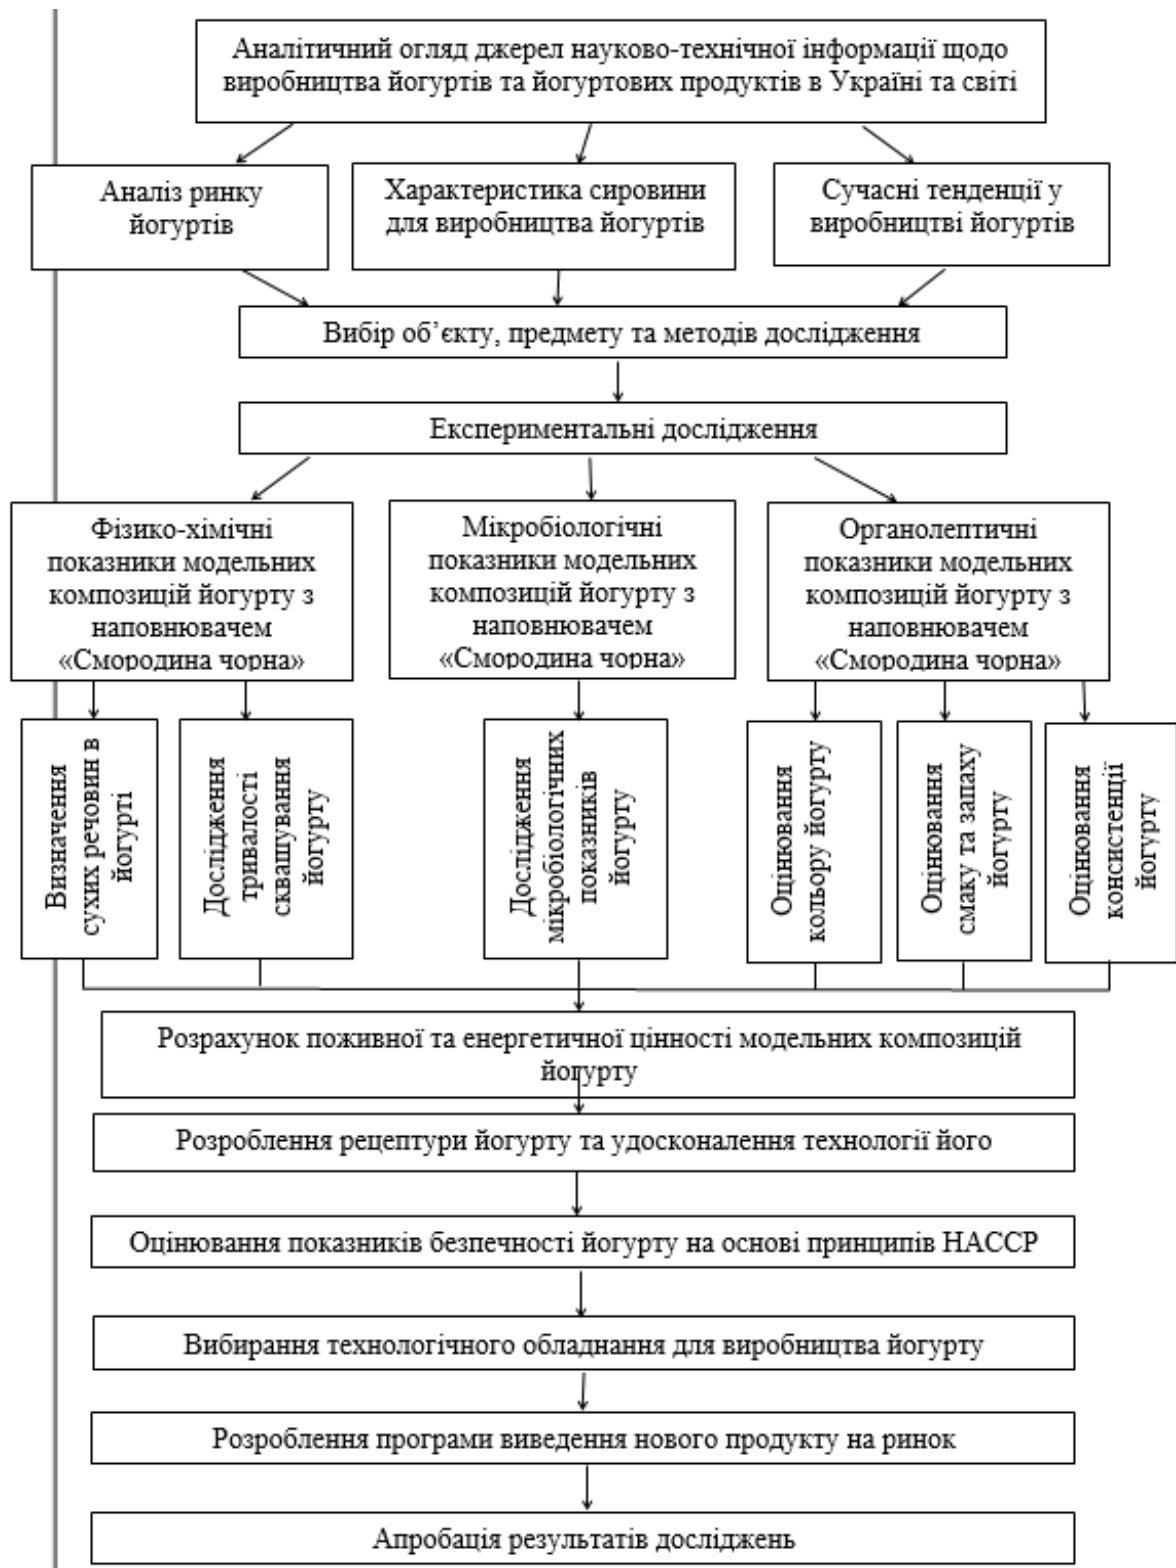 Аналітичний огляд джерел науково-технічної інформації щодо
виробництва йогуртів та йогуртових продуктів в Україні та світі
Аналіз ринку
йогуртів
Характеристика сировини
для виробництва йогуртів
Сучасні тенденції у
виробництві йогуртів
Вибір об’єкту, предмету та методів дослідження
Експериментальні дослідження
Фізико-хімічні
показники модельних
композицій йогурту з
наповнювачем
«Смородина чорна»
Мікробіологічні
показники модельних
композицій йогурту з
наповнювачем
«Смородина чорна»
Органолептичні
показники модельних
композицій йогурту з
наповнювачем
«Смородина чорна»
Визначення
сухих речовин в
йогурті
Дослідження
тривалості
сквашування
йогурту
Дослідження
мікробіологічних
показників
йогурту
Оцінювання
кольору йогурту
Оцінювання
смаку та запаху
йогурту
Оцінювання
консистенції
йогурту
Розрахунок поживної та енергетичної цінності модельних композицій
йогурту
Розроблення рецептури йогурту та удосконалення технології його
Оцінювання показників безпечності йогурту на основі принципів НАССР
Вибирання технологічного обладнання для виробництва йогурту
Розроблення програми виведення нового продукту на ринок
Апробація результатів досліджень